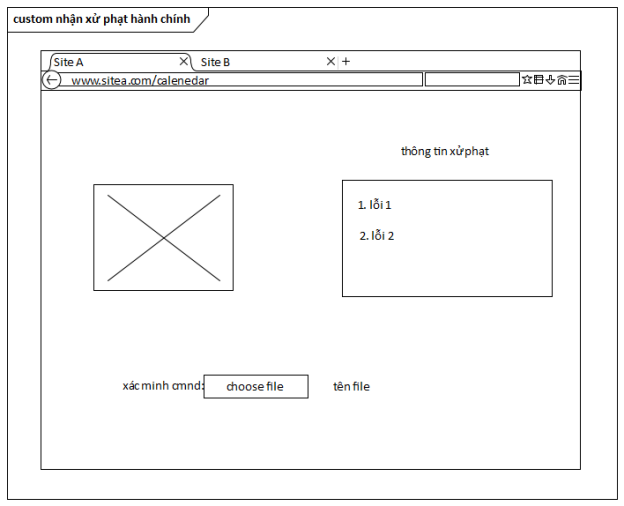 custom nhận xử phạt hành chính
Site A
Site B
www.sitea.com/calenedar
thông tin xử phạt
1. lỗi 1
2. lỗi 2
xác minh cmnd:
choose file
tên file